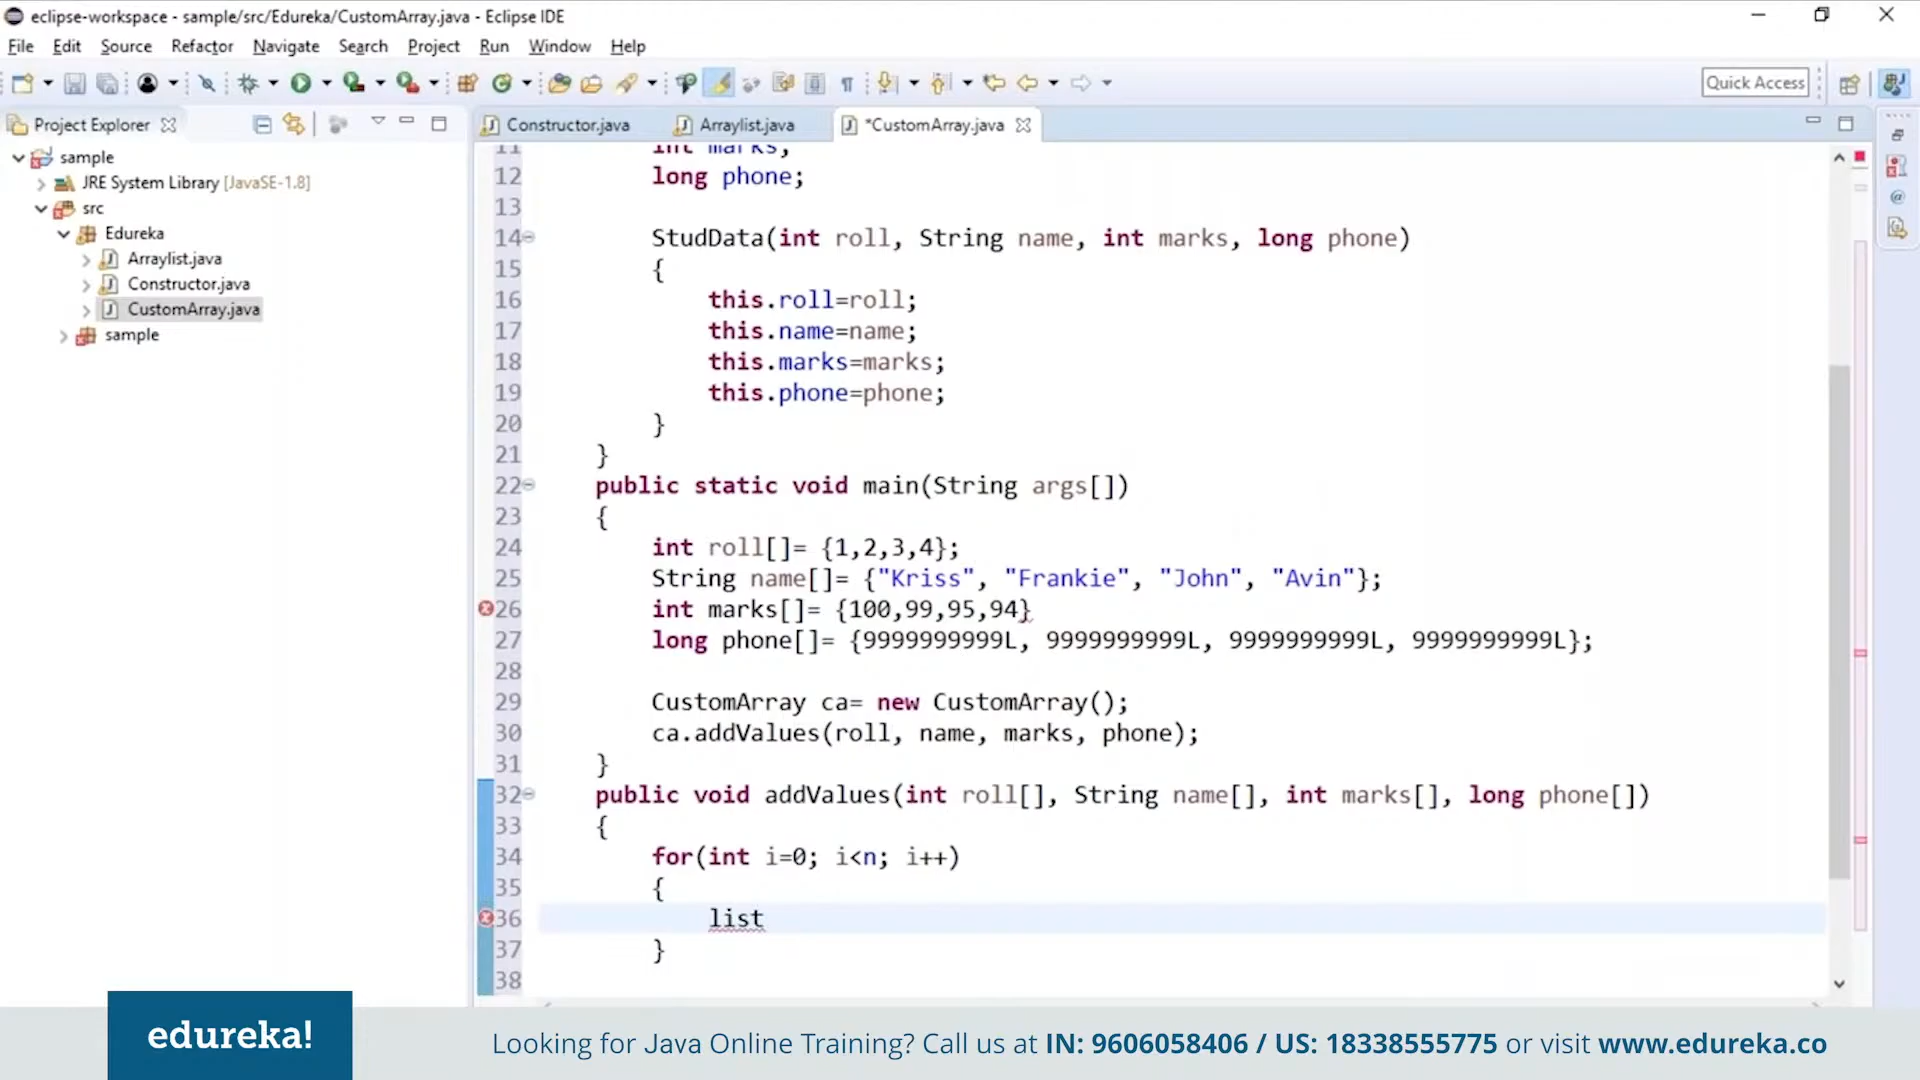 eclipse-workspace - sample/src/Edureka/CustomArray.java - Eclipse IDE
File Edit Source Refactor Navigate Search Project Run Window Help
Quick Access
Project Explorer
Constructor.java Arraylist.java *CustomArray.java
sample
JRE System Library [JavaSE-1.8]
src
Edureka
Arraylist.java
Constructor.java
CustomArray.java
sample
11 int marks;
12 long phone;
13
14 StudData(int roll, String name, int marks, long phone)
15 {
16 this.roll=roll;
17 this.name=name;
18 this.marks=marks;
19 this.phone=phone;
20 }
21 }
22 public static void main(String args[])
23 {
24 int roll[]= {1,2,3,4};
25 String name[]= {"Kriss", "Frankie", "John", "Avin"};
26 int marks[]= {100,99,95,94}
27 long phone[]= {9999999999L, 9999999999L, 9999999999L, 9999999999L};
28
29 CustomArray ca= new CustomArray();
30 ca.addValues(roll, name, marks, phone);
31 }
32 public void addValues(int roll[], String name[], int marks[], long phone[])
33 {
34 for(int i=0; i<n; i++)
35 {
36 list
37 }
38
edureka!
Looking for Java Online Training? Call us at IN: 9606058406 / US: 18338555775 or visit www.edureka.co